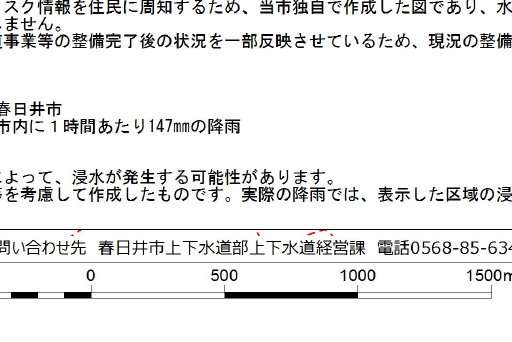 スク情報を住民に周知するため、当市独自で作成した図であり、水
しません。
事業等の整備完了後の状況を一部反映させているため、現況の整備
春日井市
市内に１時間あたり147㎜の降雨
よって、浸水が発生する可能性があります。
を考慮して作成したものです。実際の降雨では、表示した区域の浸
問い合わせ先 春日井市上下水道部上下水道経営課 電話0568-85-634
0 500 1000 1500m